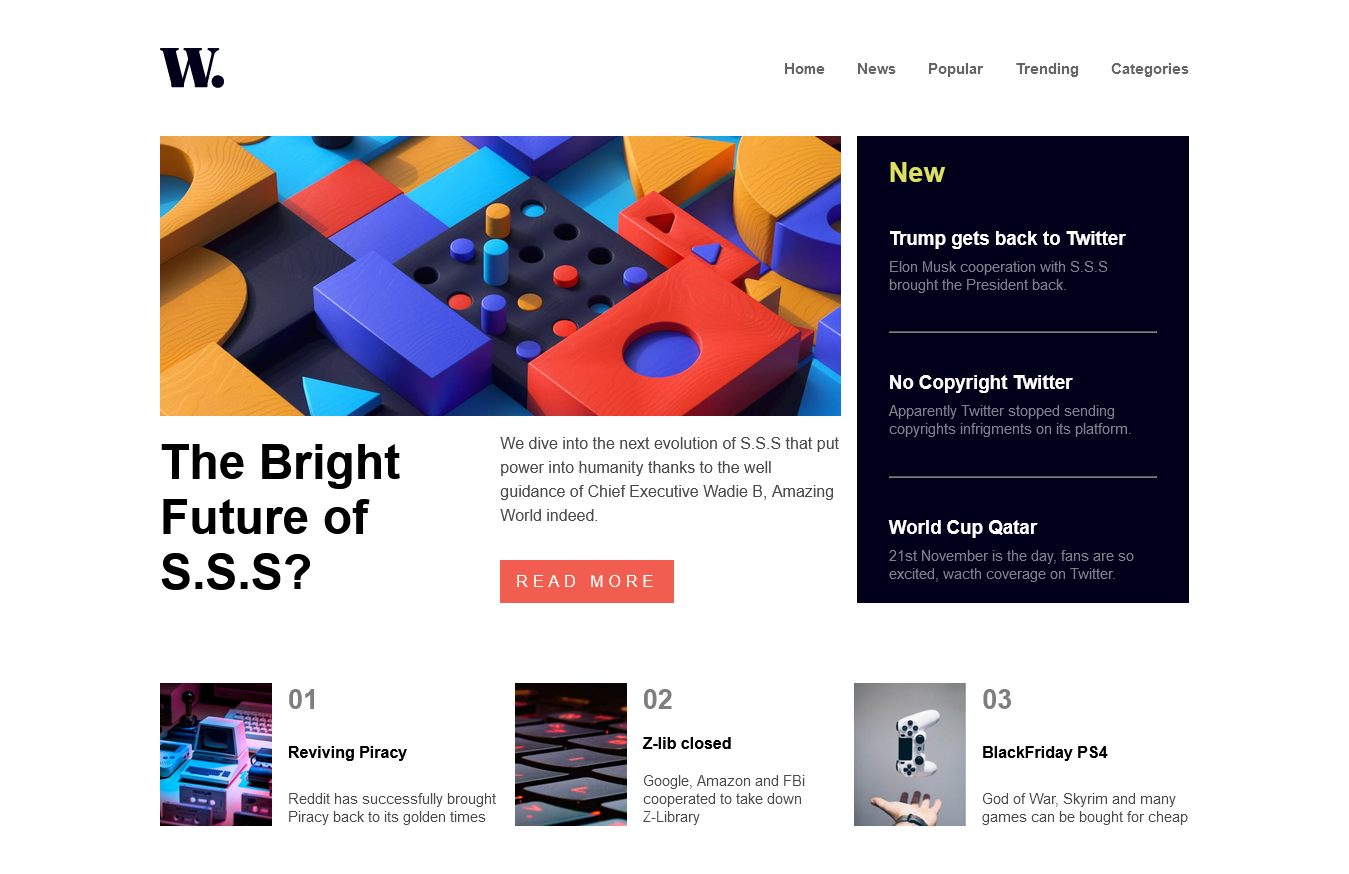 W.
Home News Popular Trending Categories
New
Trump gets back to Twitter
Elon Musk cooperation with S.S.S
brought the President back.
No Copyright Twitter
Apparently Twitter stopped sending
copyrights infrigments on its platform.
World Cup Qatar
21st November is the day, fans are so
excited, wacth coverage on Twitter.
The Bright
Future of
S.S.S?
We dive into the next evolution of S.S.S that put
power into humanity thanks to the well
guidance of Chief Executive Wadie B, Amazing
World indeed.
READ MORE
01
Reviving Piracy
Reddit has successfully brought
Piracy back to its golden times
02
Z-lib closed
Google, Amazon and FBi
cooperated to take down
Z-Library
03
BlackFriday PS4
God of War, Skyrim and many
games can be bought for cheap